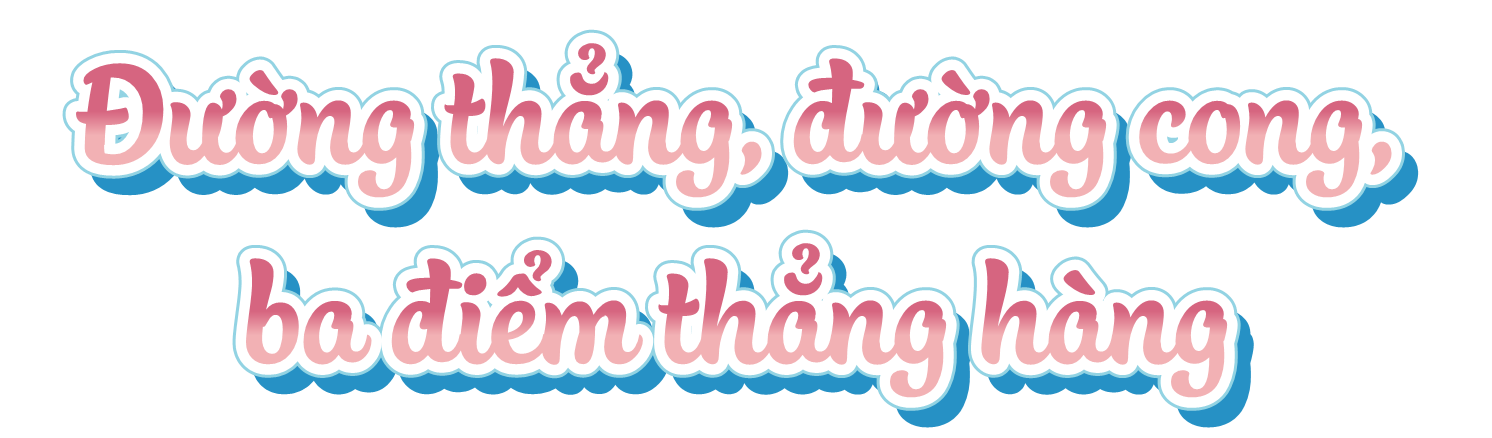 Đường thẳng, đường cong,
ba điểm thẳng hàng